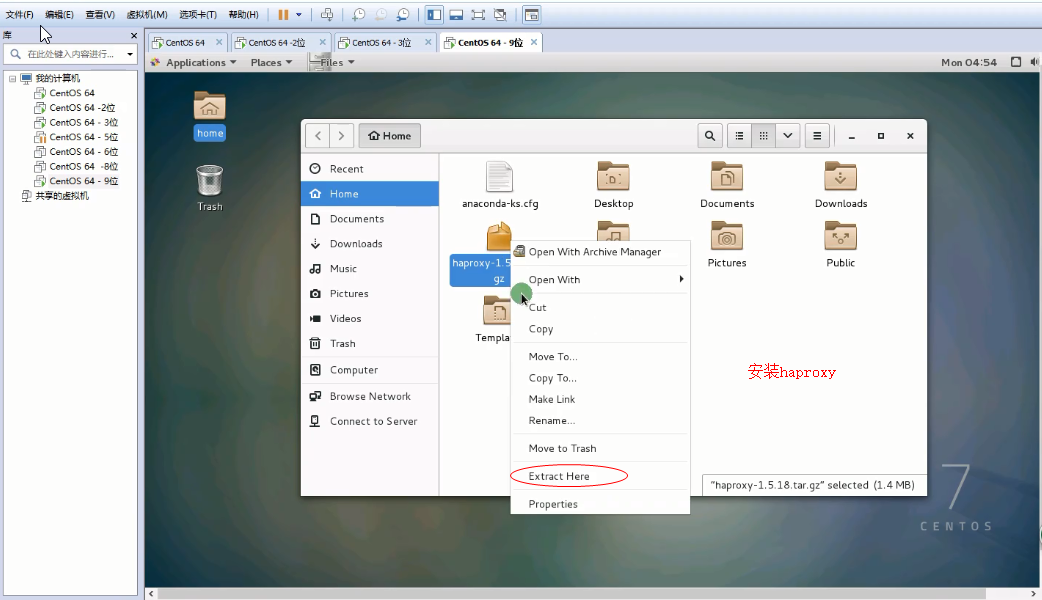 文件(F) 编辑(E) 查看(V) 虚拟机(M) 选项卡(T) 帮助(H)
库
在此处键入内容进行...
我的计算机
CentOS 64
CentOS 64 -2位
CentOS 64 - 3位
CentOS 64 - 5位
CentOS 64 - 6位
CentOS 64 -8位
CentOS 64 - 9位
共享的虚拟机
CentOS 64 CentOS 64 -2位 CentOS 64 - 3位 CentOS 64 - 9位
Applications Places Files Mon 04:54
home
Trash
Home
Recent
Home
Documents
Downloads
Music
Pictures
Videos
Trash
Computer
Browse Network
Connect to Server
anaconda-ks.cfg Desktop Documents Downloads
haproxy-1.5
gz
Pictures Public
Templa
Open With Archive Manager
Open With
Cut
Copy
Move To...
Copy To...
Make Link
Rename...
Move to Trash
Extract Here
Properties
安装haproxy
"haproxy-1.5.18.tar.gz" selected (1.4 MB)
7
CENTOS